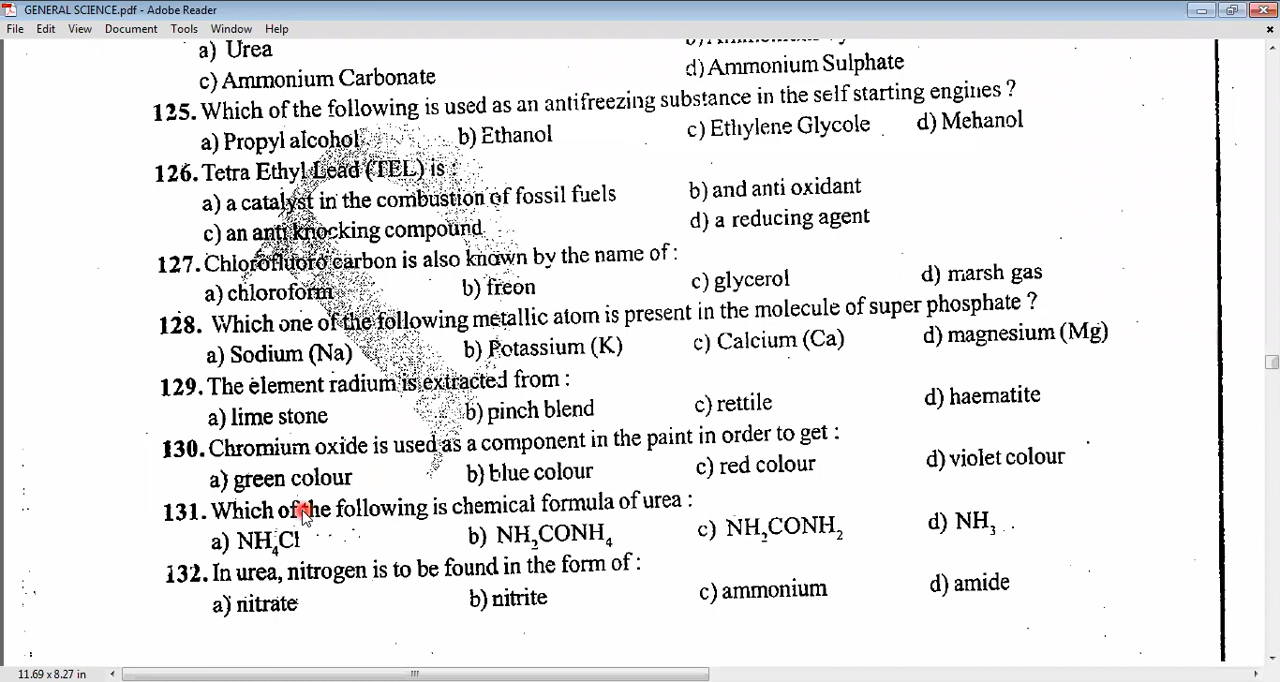 GENERAL SCIENCE.pdf - Adobe Reader
File Edit View Document Tools Window Help
a) Urea
c) Ammonium Carbonate d) Ammonium Sulphate
125. Which of the following is used as an antifreezing substance in the self starting engines ?
a) Propyl alcohol b) Ethanol c) Ethylene Glycole d) Mehanol
126. Tetra Ethyl Lead (TEL) is :
a) a catalyst in the combustion of fossil fuels b) and anti oxidant
c) an anti knocking compound d) a reducing agent
127. Chlorofluoro carbon is also known by the name of :
a) chloroform b) freon c) glycerol d) marsh gas
128. Which one of the following metallic atom is present in the molecule of super phosphate ?
a) Sodium (Na) b) Potassium (K) c) Calcium (Ca) d) magnesium (Mg)
129. The element radium is extracted from :
a) lime stone b) pinch blend c) rettile d) haematite
130. Chromium oxide is used as a component in the paint in order to get :
a) green colour b) blue colour c) red colour d) violet colour
131. Which of the following is chemical formula of urea :
a) NH₄Cl b) NH₂CONH₄ c) NH₂CONH₂ d) NH₃
132. In urea, nitrogen is to be found in the form of :
a) nitrate b) nitrite c) ammonium d) amide
11.69 x 8.27 in